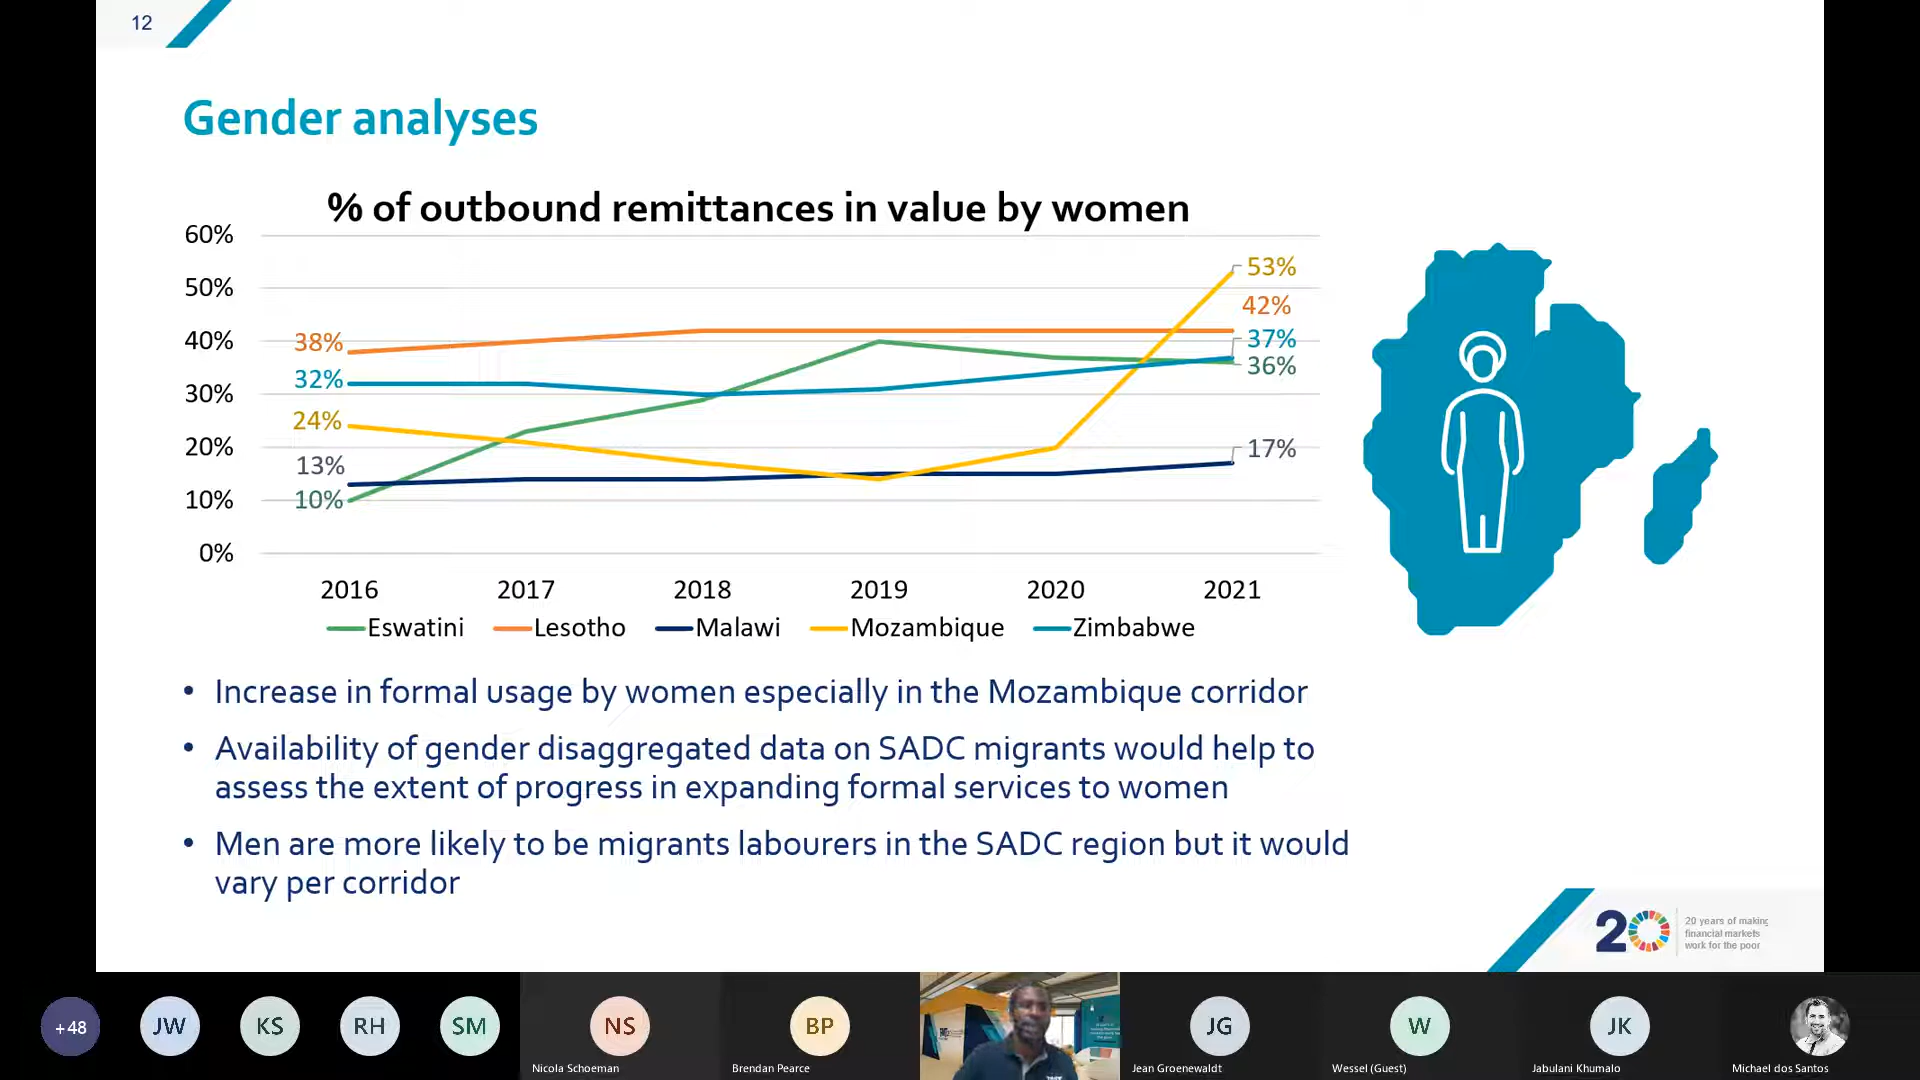 12
Gender analyses
% of outbound remittances in value by women
60%
50%
40%
30%
20%
10%
0%
38%
32%
24%
13%
10%
53%
42%
37%
36%
17%
2016 2017 2018 2019 2020 2021
Eswatini Lesotho Malawi Mozambique Zimbabwe
• Increase in formal usage by women especially in the Mozambique corridor
• Availability of gender disaggregated data on SADC migrants would help to
assess the extent of progress in expanding formal services to women
• Men are more likely to be migrants labourers in the SADC region but it would
vary per corridor
20
20 years of making
financial markets
work for the poor
+48 JW KS RH SM NS BP JG W JK
Nicola Schoeman Brendan Pearce Jean Groenewaldt Wessel (Guest) Jabulani Khumalo Michael dos Santos